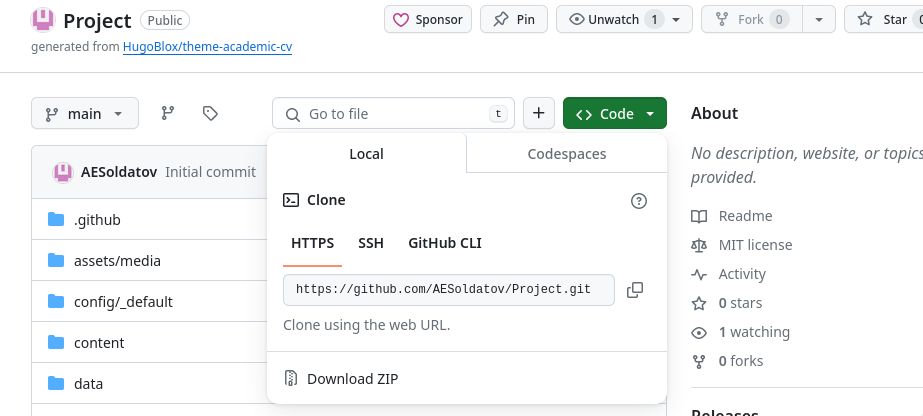 Project Public
Sponsor Pin Unwatch 1 Fork 0 Star
generated from HugoBlox/theme-academic-cv
main Go to file t + Code
About
Local Codespaces
No description, website, or topics
provided.
AESoldatov Initial commit
Clone
HTTPS SSH GitHub CLI
https://github.com/AESoldatov/Project.git
Clone using the web URL.
Download ZIP
.github
assets/media
config/_default
content
data
Readme
MIT license
Activity
0 stars
1 watching
0 forks
Releases